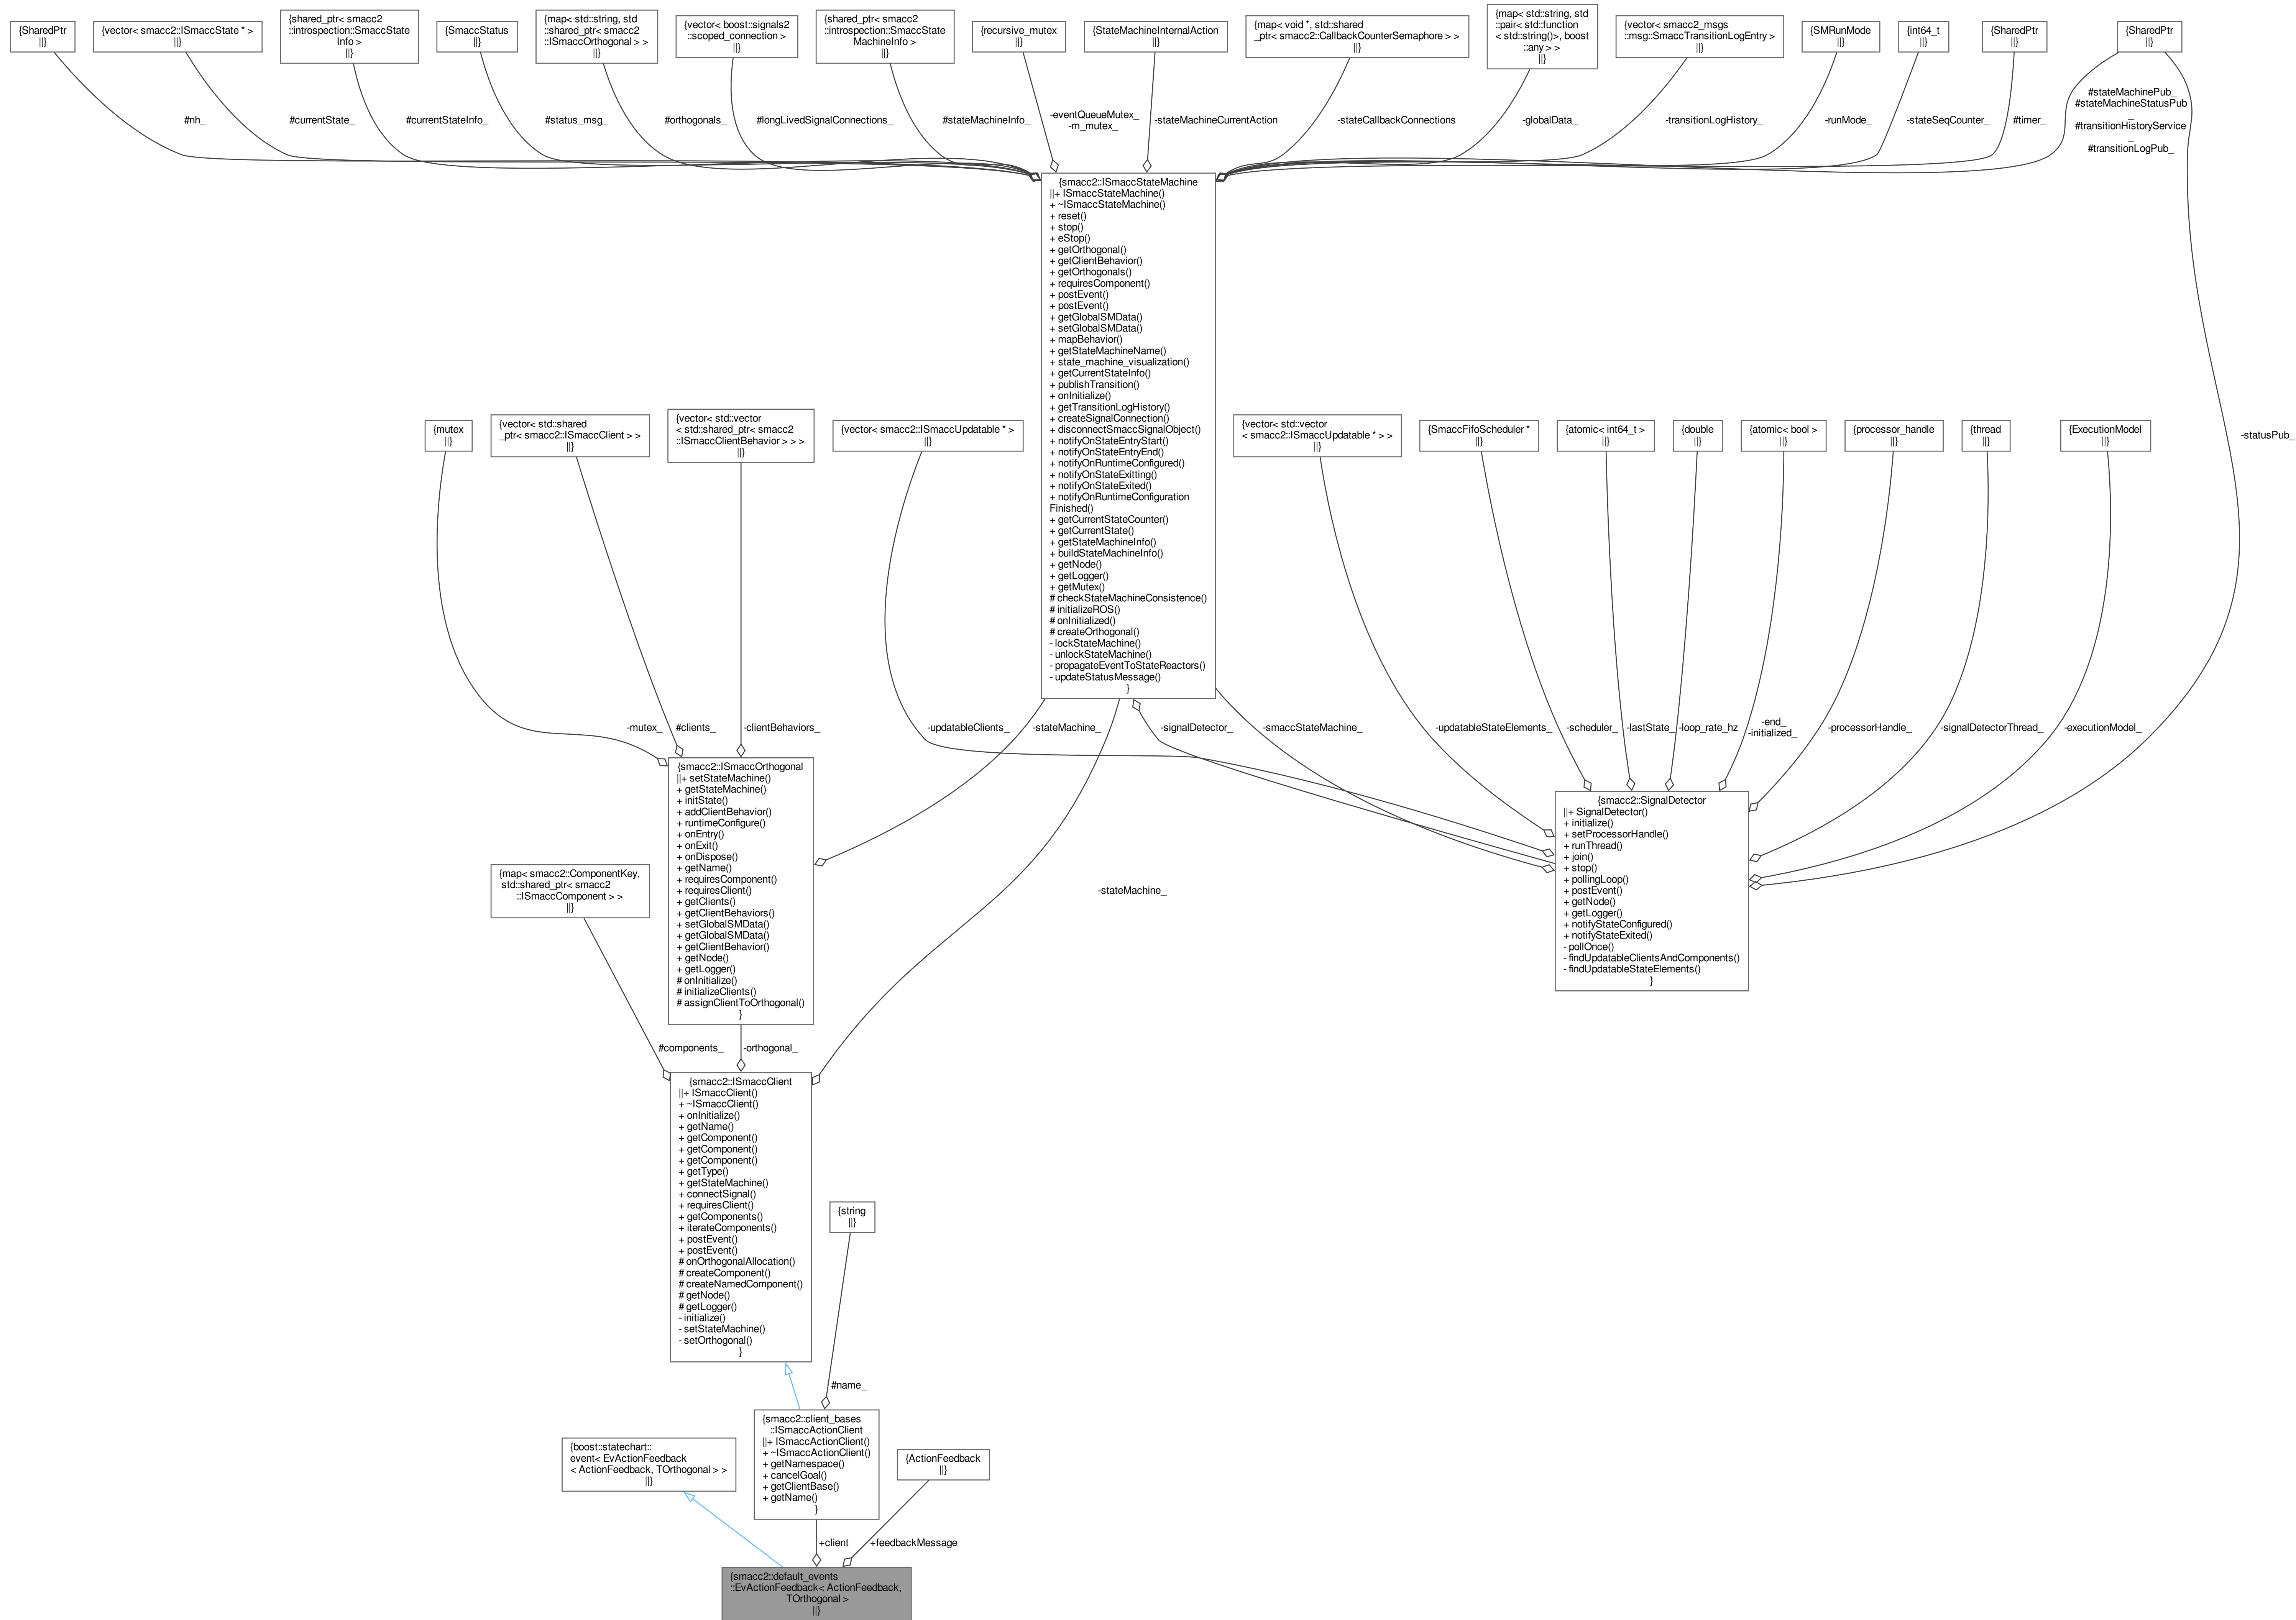 {SharedPtr
||}
{vector< smacc2::ISmaccState * >
||}
{shared_ptr< smacc2
::introspection::SmaccState
Info >
||}
{SmaccStatus
||}
{map< std::string, std
::shared_ptr< smacc2
::ISmaccOrthogonal > >
||}
{vector< boost::signals2
::scoped_connection >
||}
{shared_ptr< smacc2
::introspection::SmaccState
MachineInfo >
||}
{recursive_mutex
||}
{StateMachineInternalAction
||}
{map< void *, std::shared
_ptr< smacc2::CallbackCounterSemaphore > >
||}
{map< std::string, std
::pair< std::function
< std::string()>, boost
::any > >
||}
{vector< smacc2_msgs
::msg::SmaccTransitionLogEntry >
||}
{SMRunMode
||}
{int64_t
||}
{SharedPtr
||}
{SharedPtr
||}
#nh_
#currentState_
#currentStateInfo_
#status_msg_
#orthogonals_
#longLivedSignalConnections_
#stateMachineInfo_
-eventQueueMutex_
-m_mutex_
-stateMachineCurrentAction
-stateCallbackConnections
-globalData_
-transitionLogHistory_
-runMode_
-stateSeqCounter_
#timer_
#stateMachinePub_
#stateMachineStatusPub
_
#transitionHistoryService
_
#transitionLogPub_
{smacc2::ISmaccStateMachine
||+ ISmaccStateMachine()
+ ~ISmaccStateMachine()
+ reset()
+ stop()
+ eStop()
+ getOrthogonal()
+ getClientBehavior()
+ getOrthogonals()
+ requiresComponent()
+ postEvent()
+ postEvent()
+ getGlobalSMData()
+ setGlobalSMData()
+ mapBehavior()
+ getStateMachineName()
+ state_machine_visualization()
+ getCurrentStateInfo()
+ publishTransition()
+ onInitialize()
+ getTransitionLogHistory()
+ createSignalConnection()
+ disconnectSmaccSignalObject()
+ notifyOnStateEntryStart()
+ notifyOnStateEntryEnd()
+ notifyOnRuntimeConfigured()
+ notifyOnStateExitting()
+ notifyOnStateExited()
+ notifyOnRuntimeConfiguration
Finished()
+ getCurrentStateCounter()
+ getCurrentState()
+ getStateMachineInfo()
+ buildStateMachineInfo()
+ getNode()
+ getLogger()
+ getMutex()
# checkStateMachineConsistence()
# initializeROS()
# onInitialized()
# createOrthogonal()
- lockStateMachine()
- unlockStateMachine()
- propagateEventToStateReactors()
- updateStatusMessage()
}
{mutex
||}
{vector< std::shared
_ptr< smacc2::ISmaccClient > >
||}
{vector< std::vector
< std::shared_ptr< smacc2
::ISmaccClientBehavior > > >
||}
{vector< smacc2::ISmaccUpdatable * >
||}
{vector< std::vector
< smacc2::ISmaccUpdatable * > >
||}
{SmaccFifoScheduler *
||}
{atomic< int64_t >
||}
{double
||}
{atomic< bool >
||}
{processor_handle
||}
{thread
||}
{ExecutionModel
||}
-statusPub_
-mutex_
#clients_
-clientBehaviors_
-updatableClients_
-stateMachine_
-signalDetector_
-smaccStateMachine_
-updatableStateElements_
-scheduler_
-lastState_
-loop_rate_hz
-end_
-initialized_
-processorHandle_
-signalDetectorThread_
-executionModel_
{smacc2::ISmaccOrthogonal
||+ setStateMachine()
+ getStateMachine()
+ initState()
+ addClientBehavior()
+ runtimeConfigure()
+ onEntry()
+ onExit()
+ onDispose()
+ getName()
+ requiresComponent()
+ requiresClient()
+ getClients()
+ getClientBehaviors()
+ setGlobalSMData()
+ getGlobalSMData()
+ getClientBehavior()
+ getNode()
+ getLogger()
# onInitialize()
# initializeClients()
# assignClientToOrthogonal()
}
{smacc2::SignalDetector
||+ SignalDetector()
+ initialize()
+ setProcessorHandle()
+ runThread()
+ join()
+ stop()
+ pollingLoop()
+ postEvent()
+ getNode()
+ getLogger()
+ notifyStateConfigured()
+ notifyStateExited()
- pollOnce()
- findUpdatableClientsAndComponents()
- findUpdatableStateElements()
}
{map< smacc2::ComponentKey,
std::shared_ptr< smacc2
::ISmaccComponent > >
||}
-stateMachine_
#components_
-orthogonal_
{smacc2::ISmaccClient
||+ ISmaccClient()
+ ~ISmaccClient()
+ onInitialize()
+ getName()
+ getComponent()
+ getComponent()
+ getComponent()
+ getType()
+ getStateMachine()
+ connectSignal()
+ requiresClient()
+ getComponents()
+ iterateComponents()
+ postEvent()
+ postEvent()
# onOrthogonalAllocation()
# createComponent()
# createNamedComponent()
# getNode()
# getLogger()
- initialize()
- setStateMachine()
- setOrthogonal()
}
{string
||}
#name_
{smacc2::client_bases
::ISmaccActionClient
||+ ISmaccActionClient()
+ ~ISmaccActionClient()
+ getNamespace()
+ cancelGoal()
+ getClientBase()
+ getName()
}
{boost::statechart::
event< EvActionFeedback
< ActionFeedback, TOrthogonal > >
||}
{ActionFeedback
||}
+client
+feedbackMessage
{smacc2::default_events
::EvActionFeedback< ActionFeedback,
TOrthogonal >
||}